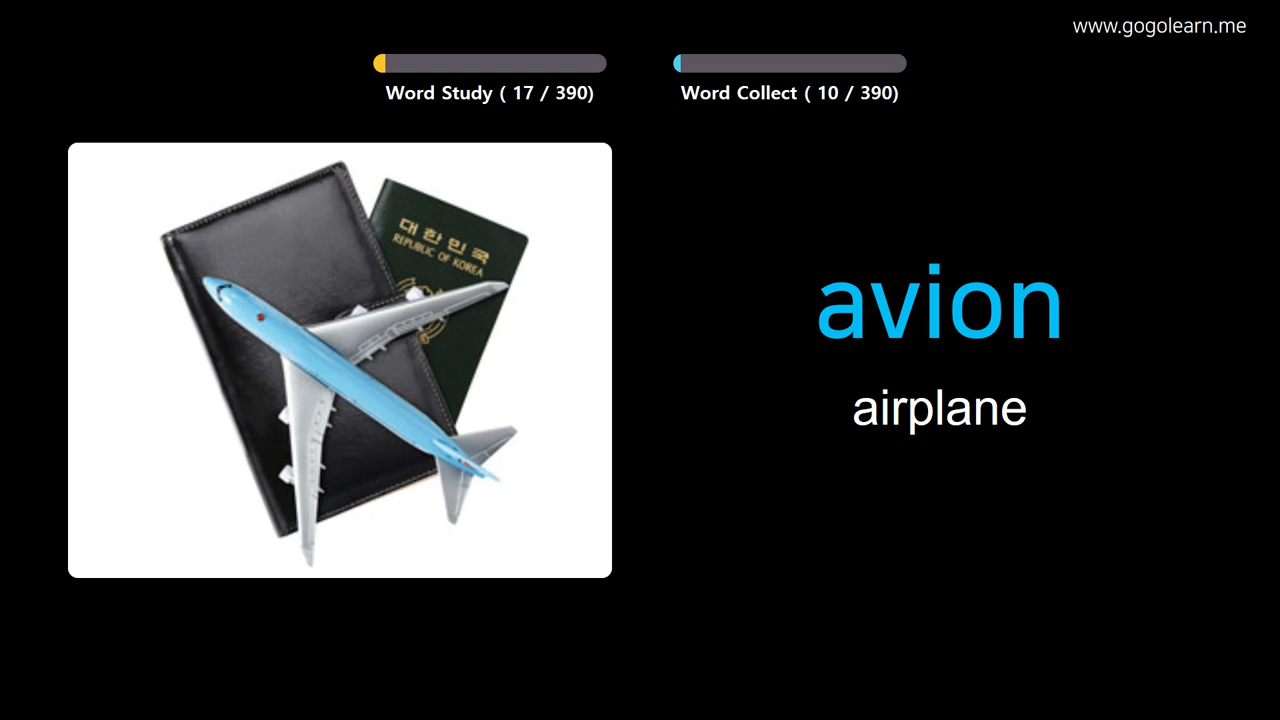 www.gogolearn.me
Word Study ( 17 / 390)
Word Collect ( 10 / 390)
대한민국
REPUBLIC OF KOREA
avion
airplane